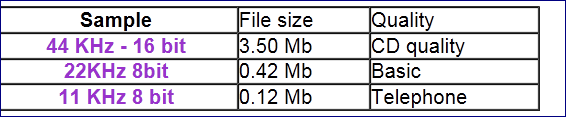 Sample File size Quality
44 KHz - 16 bit 3.50 Mb CD quality
22KHz 8bit 0.42 Mb Basic
11 KHz 8 bit 0.12 Mb Telephone